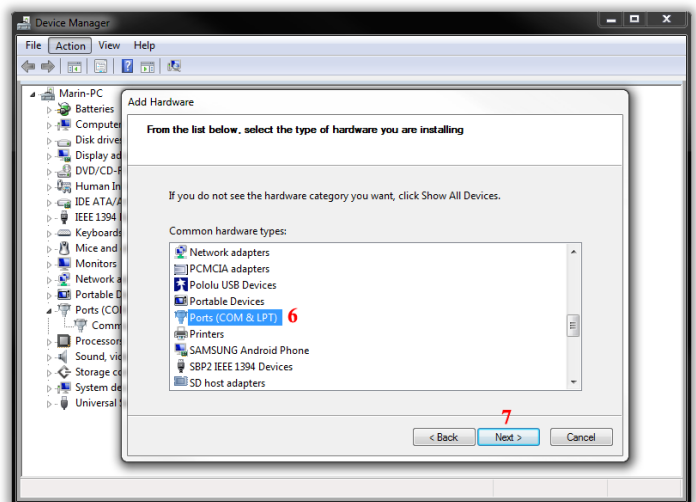 Device Manager
File Action View Help
Marin-PC
Batteries
Computer
Disk drives
Display ad
DVD/CD-R
Human In
IDE ATA/A
IEEE 1394
Keyboards
Mice and
Monitors
Network a
Portable D
Ports (CO
Comm
Processors
Sound, vid
Storage co
System de
Universal
Add Hardware
From the list below, select the type of hardware you are installing
If you do not see the hardware category you want, click Show All Devices.
Common hardware types:
Network adapters
PCMCIA adapters
Pololu USB Devices
Portable Devices
Ports (COM & LPT) 6
Printers
SAMSUNG Android Phone
SBP2 IEEE 1394 Devices
SD host adapters
7
< Back Next > Cancel